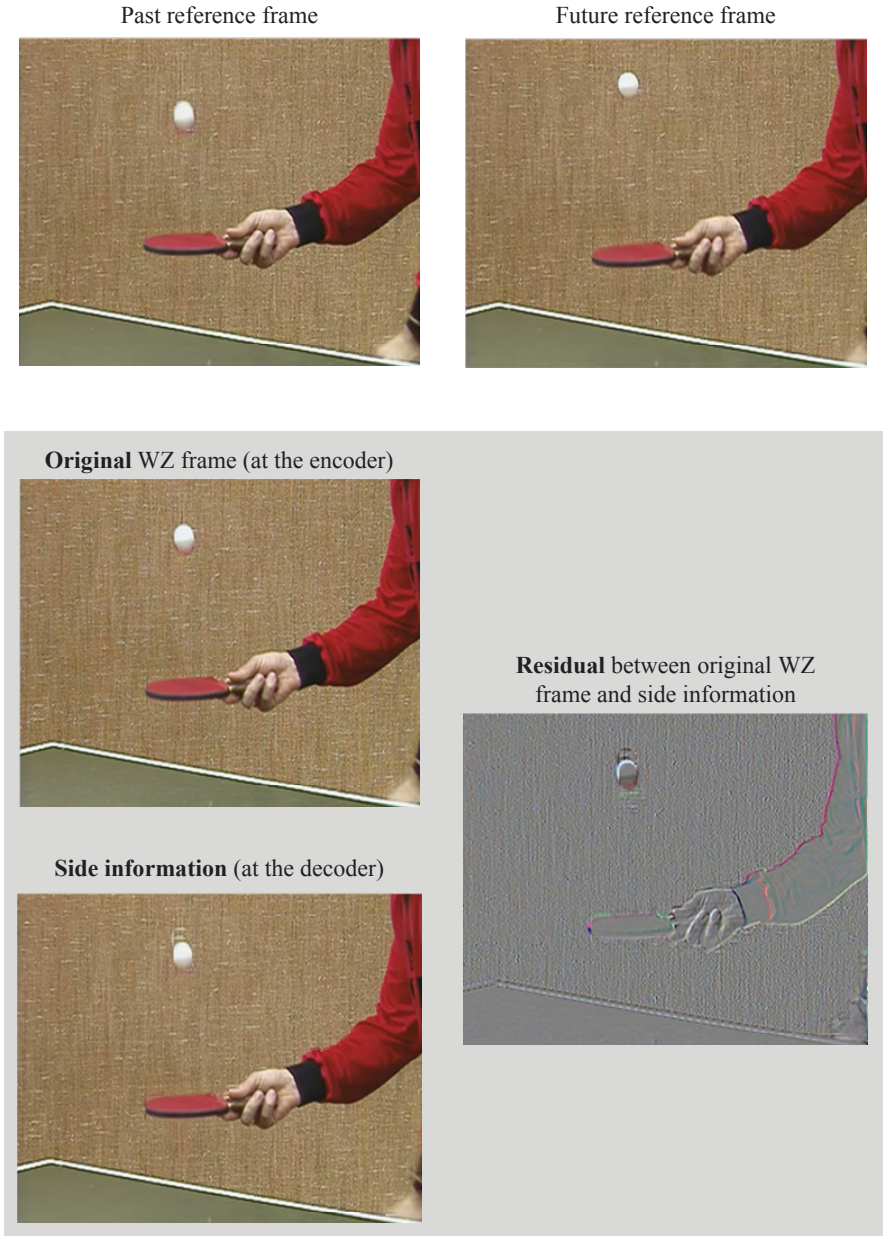 Past reference frame
Future reference frame
Original WZ frame (at the encoder)
Residual between original WZ
frame and side information
Side information (at the decoder)